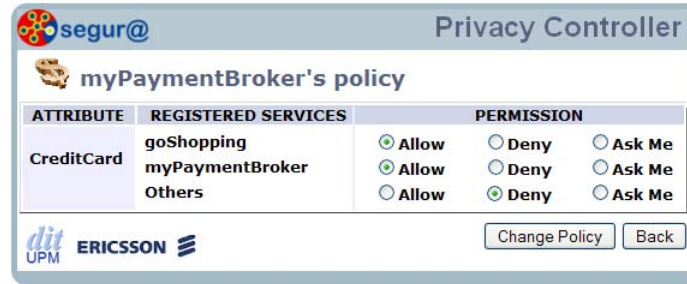 segur@
Privacy Controller
myPaymentBroker's policy
ATTRIBUTE REGISTERED SERVICES PERMISSION
CreditCard
goShopping Allow Deny Ask Me
myPaymentBroker Allow Deny Ask Me
Others Allow Deny Ask Me
dit
UPM
ERICSSON
Change Policy Back